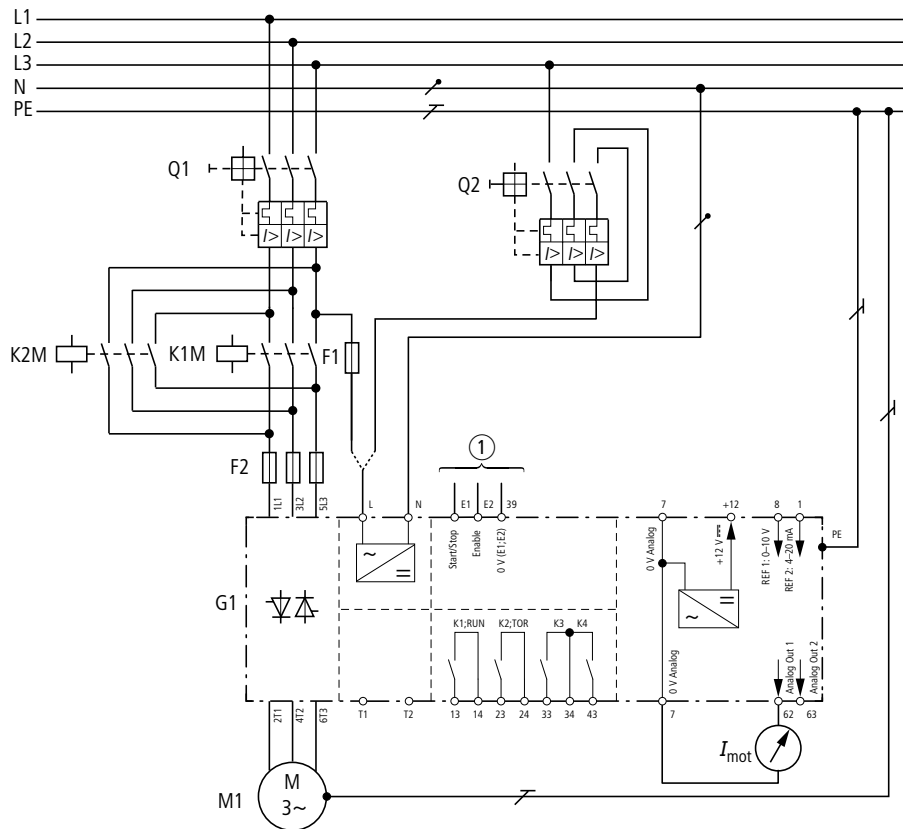 L1
L2
L3
N
PE
Q1
Q2
I> I> I>
I> I> I>
K2M
K1M
F1
F2
1
1L1
3L2
5L3
L
N
E1
E2
39
7
+12
8
1
PE
Start/Stop
Enable
0 V (E1;E2)
0 V Analog
+12 V
REF 1: 0–10 V
REF 2: 4–20 mA
G1
~
=
=
~
K1;RUN
K2;TOR
K3
K4
0 V Analog
Analog Out 1
Analog Out 2
2T1
4T2
6T3
T1
T2
13
14
23
24
33
34
43
7
62
63
Imot
M1
M
3~